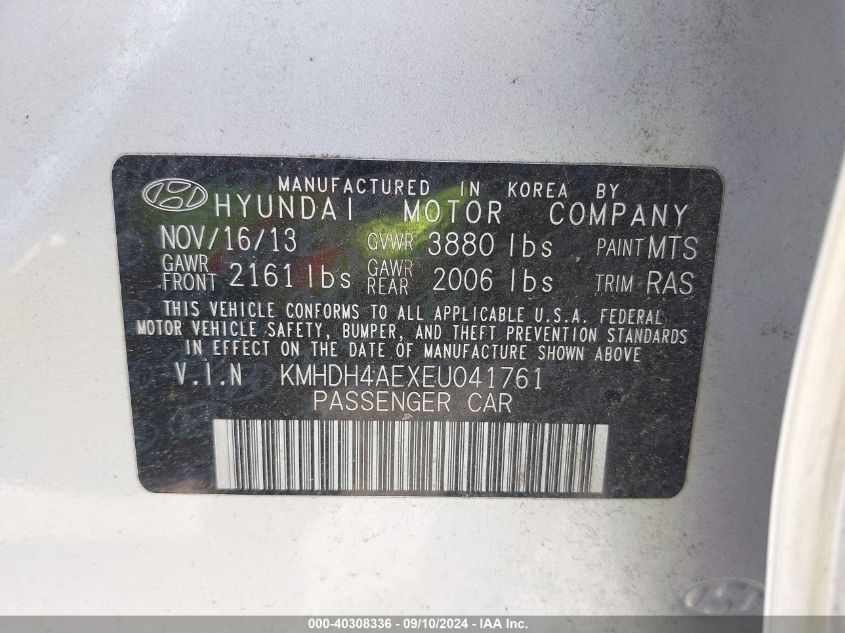 MANUFACTURED IN KOREA BY
HYUNDAI MOTOR COMPANY
NOV/16/13 GVWR 3880 lbs PAINT MTS
GAWR FRONT 2161 lbs GAWR REAR 2006 lbs TRIM RAS
THIS VEHICLE CONFORMS TO ALL APPLICABLE U.S.A. FEDERAL
MOTOR VEHICLE SAFETY, BUMPER, AND THEFT PREVENTION STANDARDS
IN EFFECT ON THE DATE OF MANUFACTURE SHOWN ABOVE.
V.I.N KMHDH4AEXEU041761
PASSENGER CAR
000-40308336 - 09/10/2024 - IAAI.COM